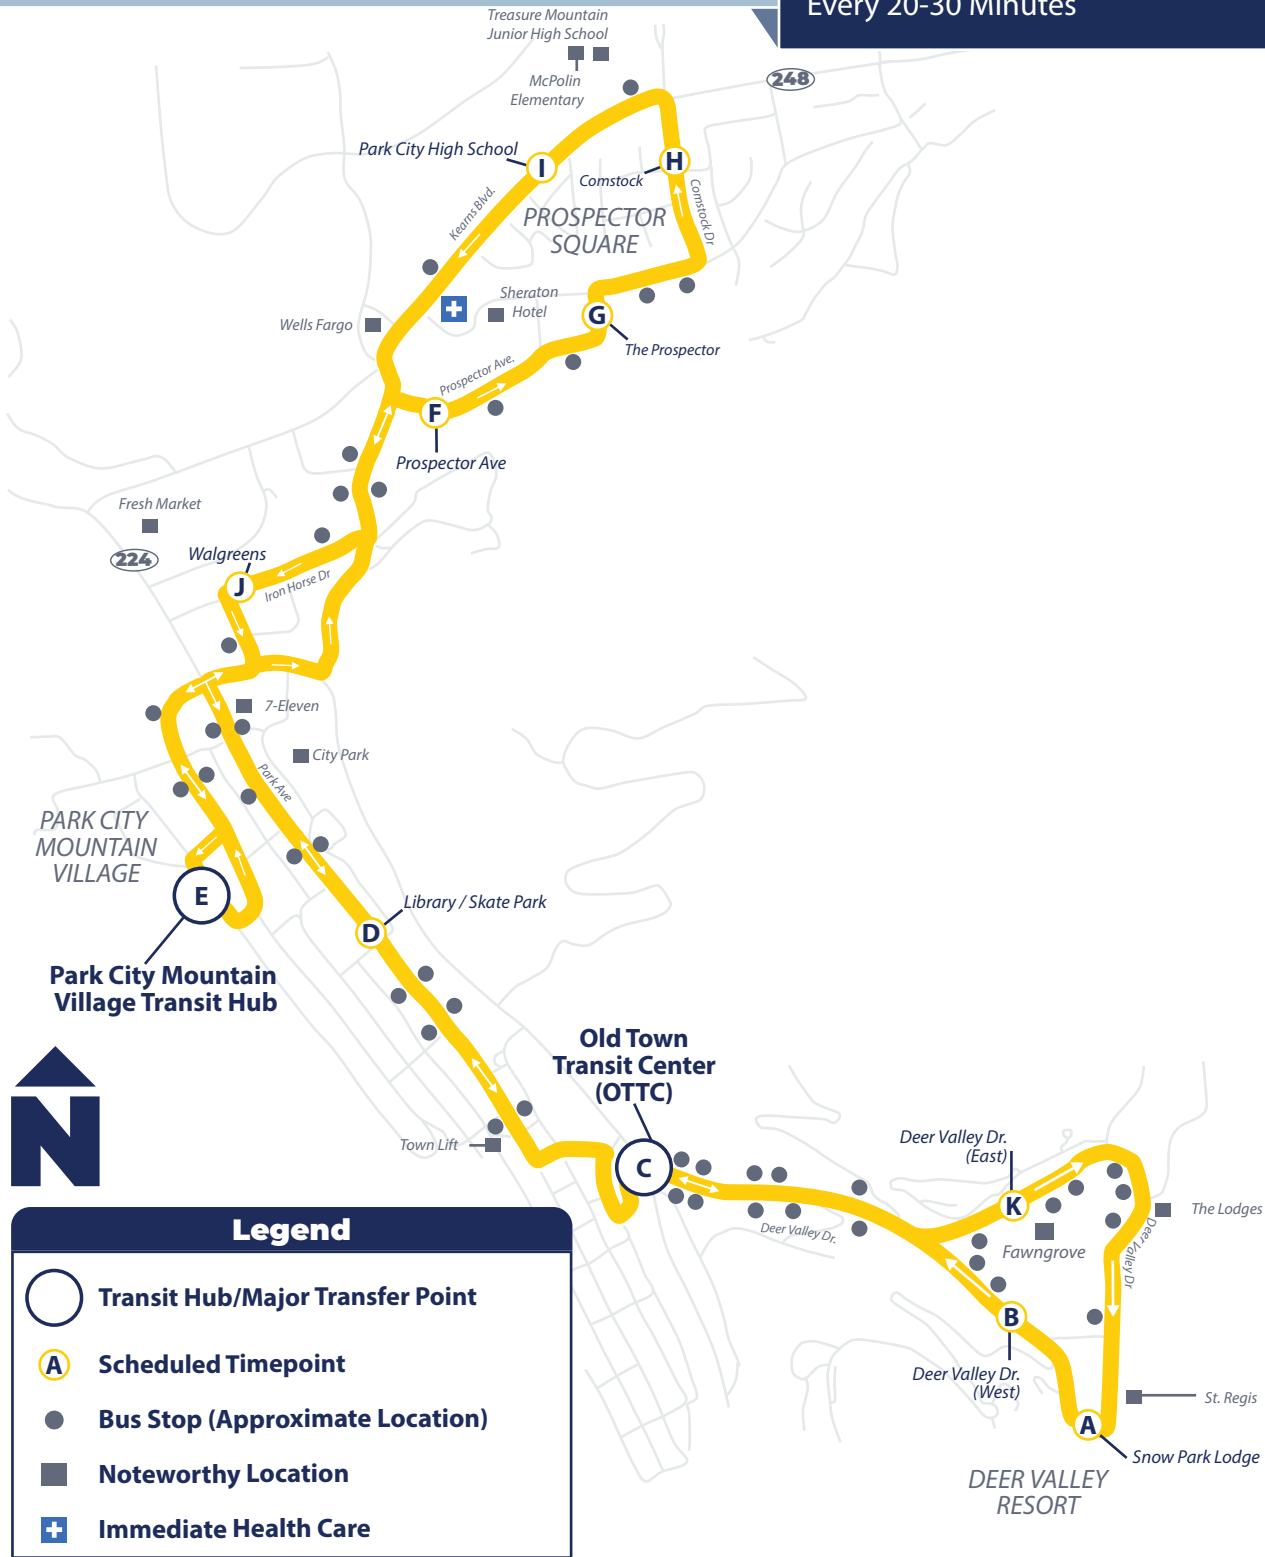 Every 20-30 Minutes
Treasure Mountain
Junior High School
McPolin
Elementary
248
Park City High School
I
H
Comstock
Comstock Dr
Kearns Blvd.
PROSPECTOR
SQUARE
Sheraton
Hotel
Wells Fargo
G
The Prospector
Prospector Ave.
F
Prospector Ave
Fresh Market
224
Walgreens
J
Iron Horse Dr
7-Eleven
City Park
Park Ave
PARK CITY
MOUNTAIN
VILLAGE
E
Library / Skate Park
D
Park City Mountain
Village Transit Hub
Old Town
Transit Center
(OTTC)
N
Town Lift
C
Deer Valley Dr.
Deer Valley Dr.
(East)
K
The Lodges
Fawngrove
Deer Valley Dr
B
Deer Valley Dr.
(West)
St. Regis
A
Snow Park Lodge
DEER VALLEY
RESORT
Legend
Transit Hub/Major Transfer Point
A Scheduled Timepoint
Bus Stop (Approximate Location)
Noteworthy Location
Immediate Health Care